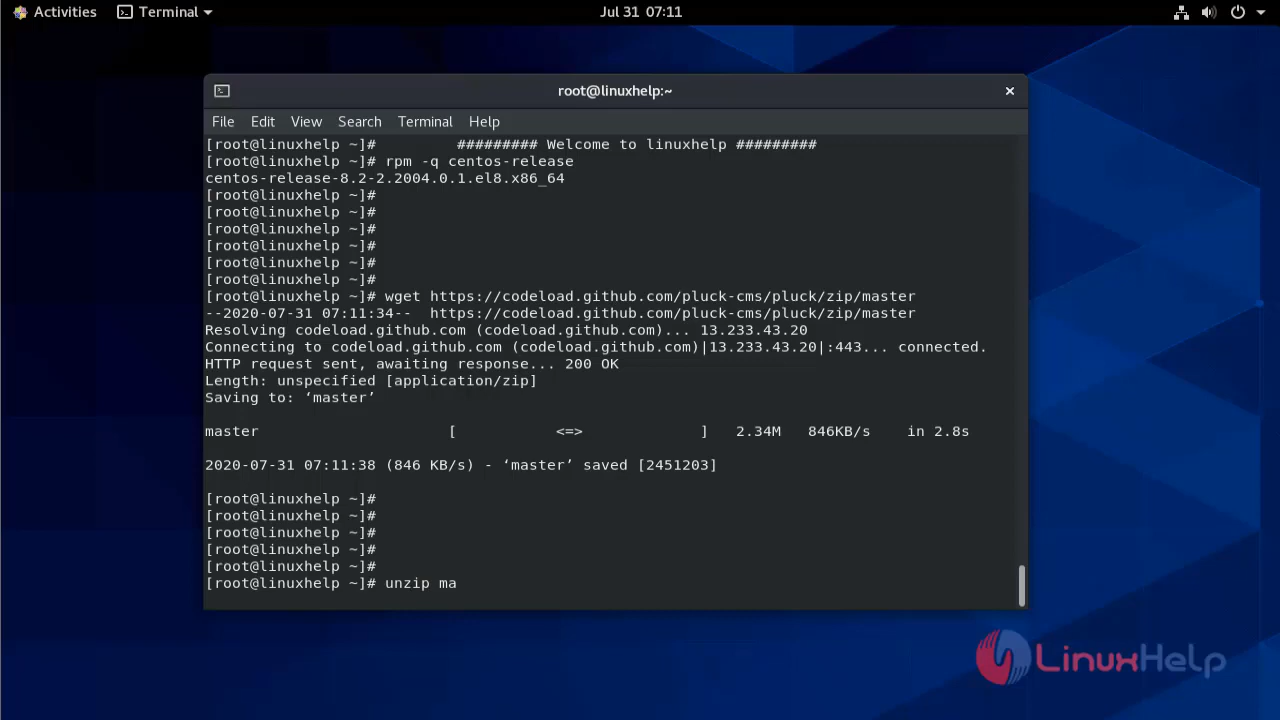 Activities
Terminal
Jul 31 07:11
root@linuxhelp:~
File Edit View Search Terminal Help
[root@linuxhelp ~]#         ######### Welcome to linuxhelp #########
[root@linuxhelp ~]# rpm -q centos-release
centos-release-8.2-2.2004.0.1.el8.x86_64
[root@linuxhelp ~]#
[root@linuxhelp ~]#
[root@linuxhelp ~]#
[root@linuxhelp ~]#
[root@linuxhelp ~]#
[root@linuxhelp ~]#
[root@linuxhelp ~]# wget https://codeload.github.com/pluck-cms/pluck/zip/master
--2020-07-31 07:11:34--  https://codeload.github.com/pluck-cms/pluck/zip/master
Resolving codeload.github.com (codeload.github.com)... 13.233.43.20
Connecting to codeload.github.com (codeload.github.com)|13.233.43.20|:443... connected.
HTTP request sent, awaiting response... 200 OK
Length: unspecified [application/zip]
Saving to: ‘master’
master                     [           <=>             ]   2.34M   846KB/s    in 2.8s
2020-07-31 07:11:38 (846 KB/s) - ‘master’ saved [2451203]
[root@linuxhelp ~]#
[root@linuxhelp ~]#
[root@linuxhelp ~]#
[root@linuxhelp ~]#
[root@linuxhelp ~]#
[root@linuxhelp ~]# unzip ma
LinuxHelp